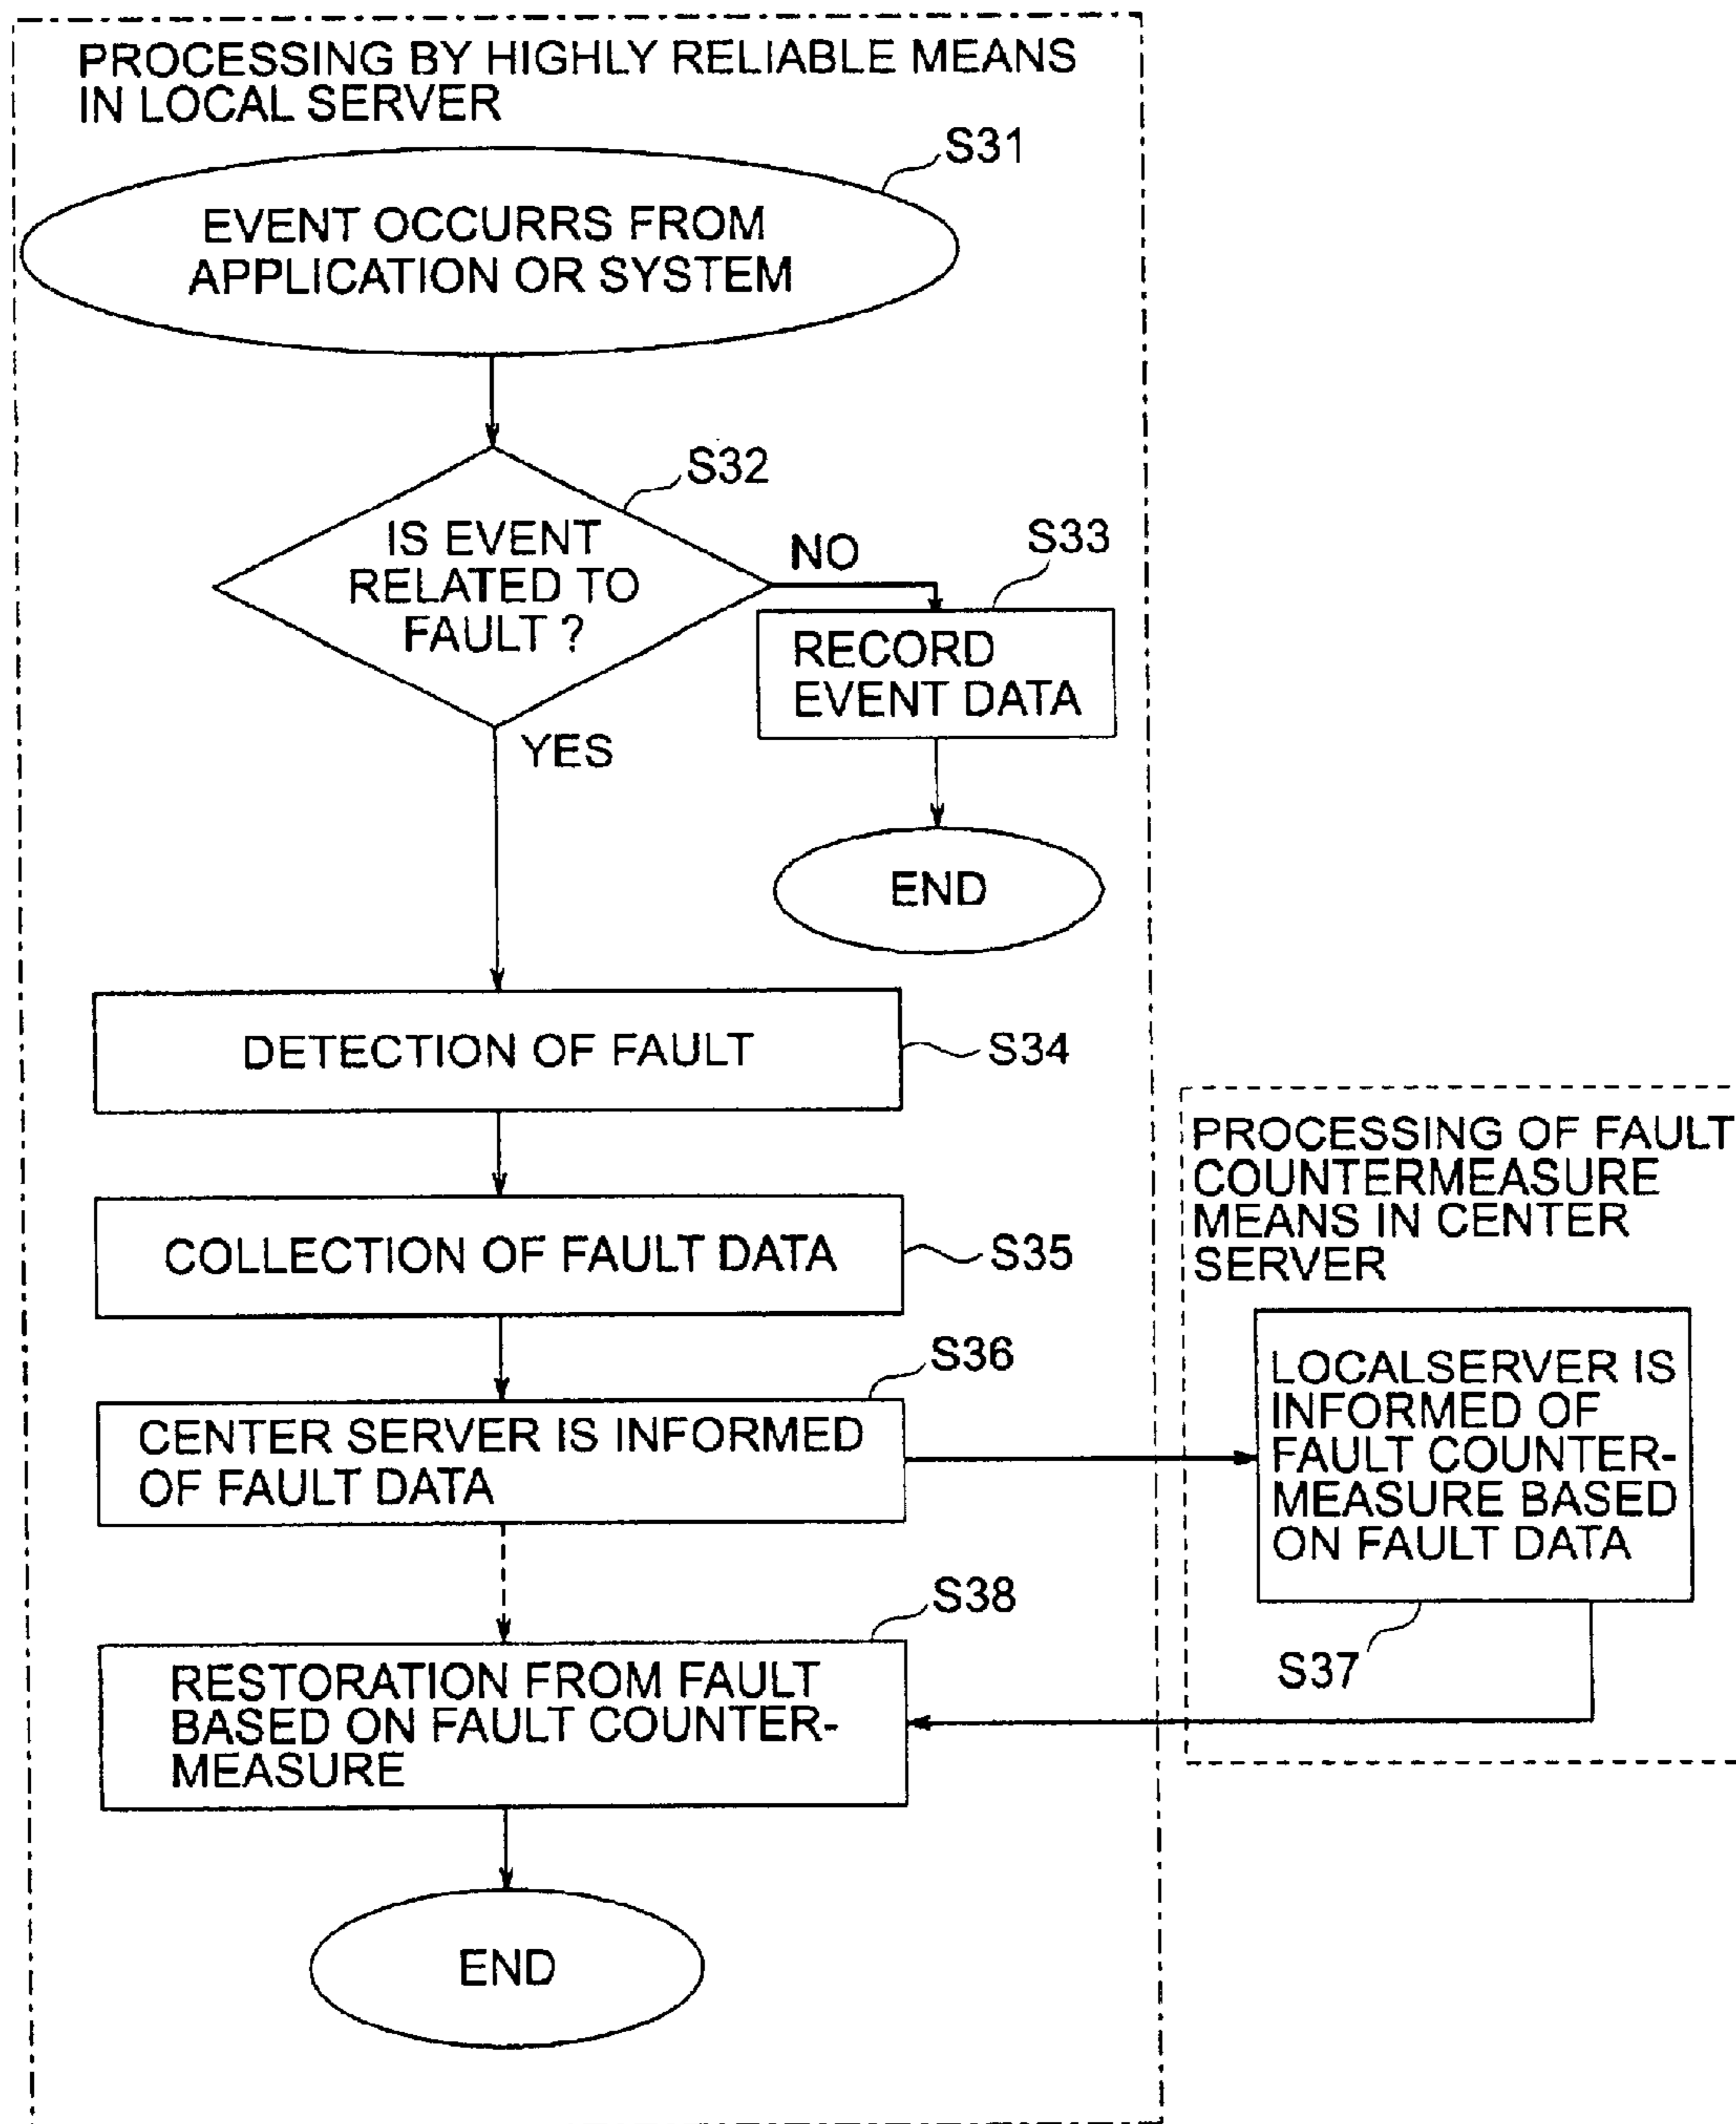 PROCESSING BY HIGHLY RELIABLE MEANS
IN LOCAL SERVER
S31
EVENT OCCURRS FROM
APPLICATION OR SYSTEM
S32
IS EVENT
RELATED TO
FAULT ?
NO
S33
RECORD
EVENT DATA
YES
END
DETECTION OF FAULT
S34
COLLECTION OF FAULT DATA
S35
S36
CENTER SERVER IS INFORMED
OF FAULT DATA
PROCESSING OF FAULT
COUNTERMEASURE
MEANS IN CENTER
SERVER
LOCALSERVER IS
INFORMED OF
FAULT COUNTER-
MEASURE BASED
ON FAULT DATA
S37
S38
RESTORATION FROM FAULT
BASED ON FAULT COUNTER-
MEASURE
END